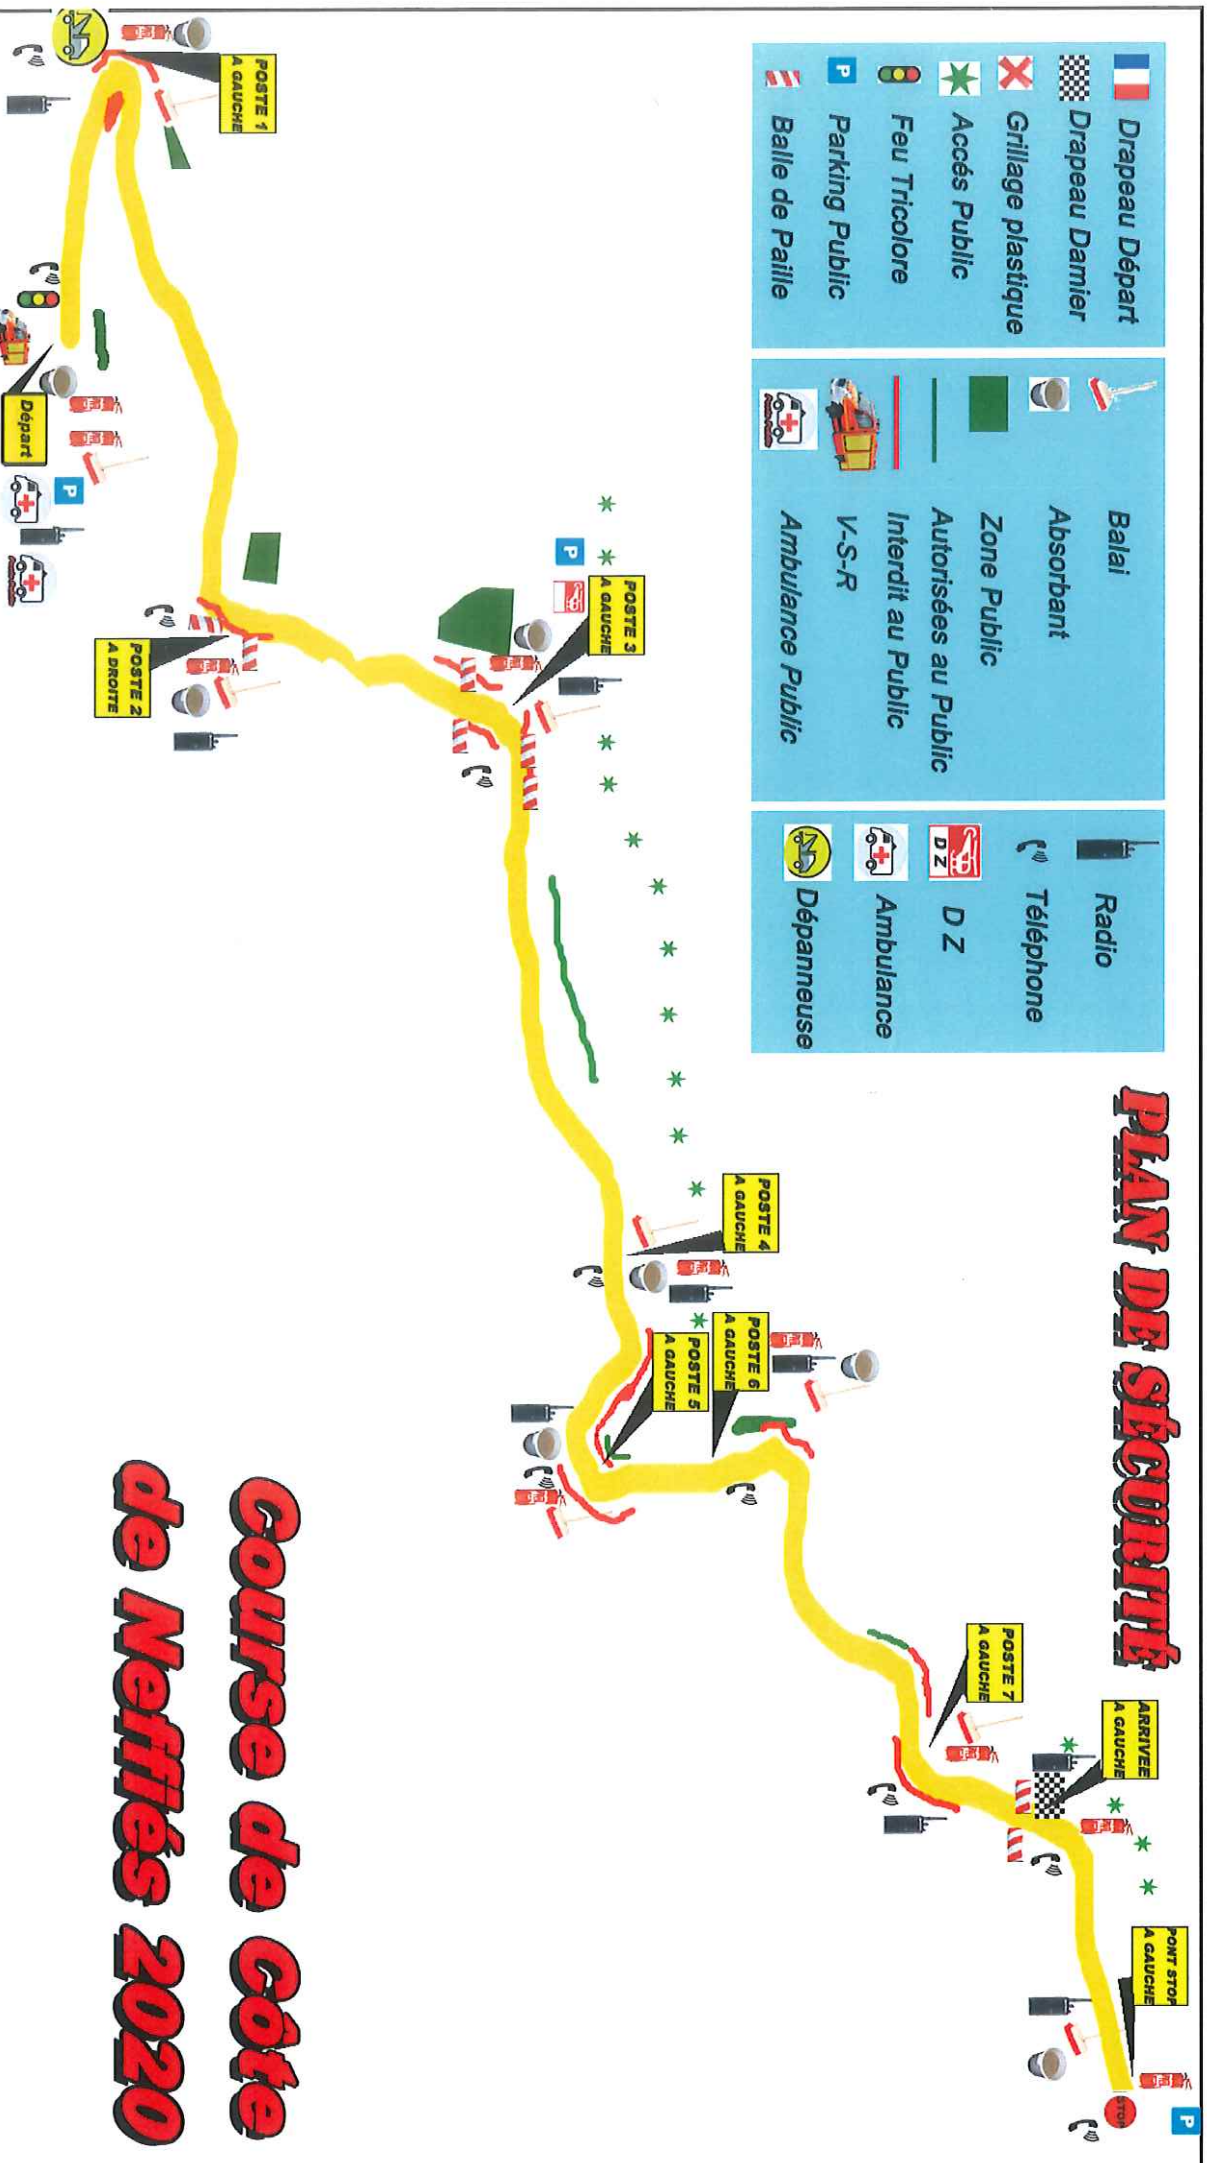 Drapeau Départ
Drapeau Damier
Grillage plastique
Accés Public
Feu Tricolore
Parking Public
P
Balle de Paille
Balai
Absorbant
Zone Public
Autorisées au Public
Interdit au Public
V-S-R
Ambulance Public
Radio
Téléphone
D Z
D Z
Ambulance
Dépanneuse
PLAN DE SÉCURITÉ
ARRIVEE
A GAUCHE
PONT STOP
A GAUCHE
STOP
P
POSTE 7
A GAUCHE
POSTE 4
A GAUCHE
POSTE 6
A GAUCHE
POSTE 5
A GAUCHE
POSTE 3
A GAUCHE
P
POSTE 1
A GAUCHE
POSTE 2
A DROITE
Départ
P
Course de Côte
de Neffiés 2020